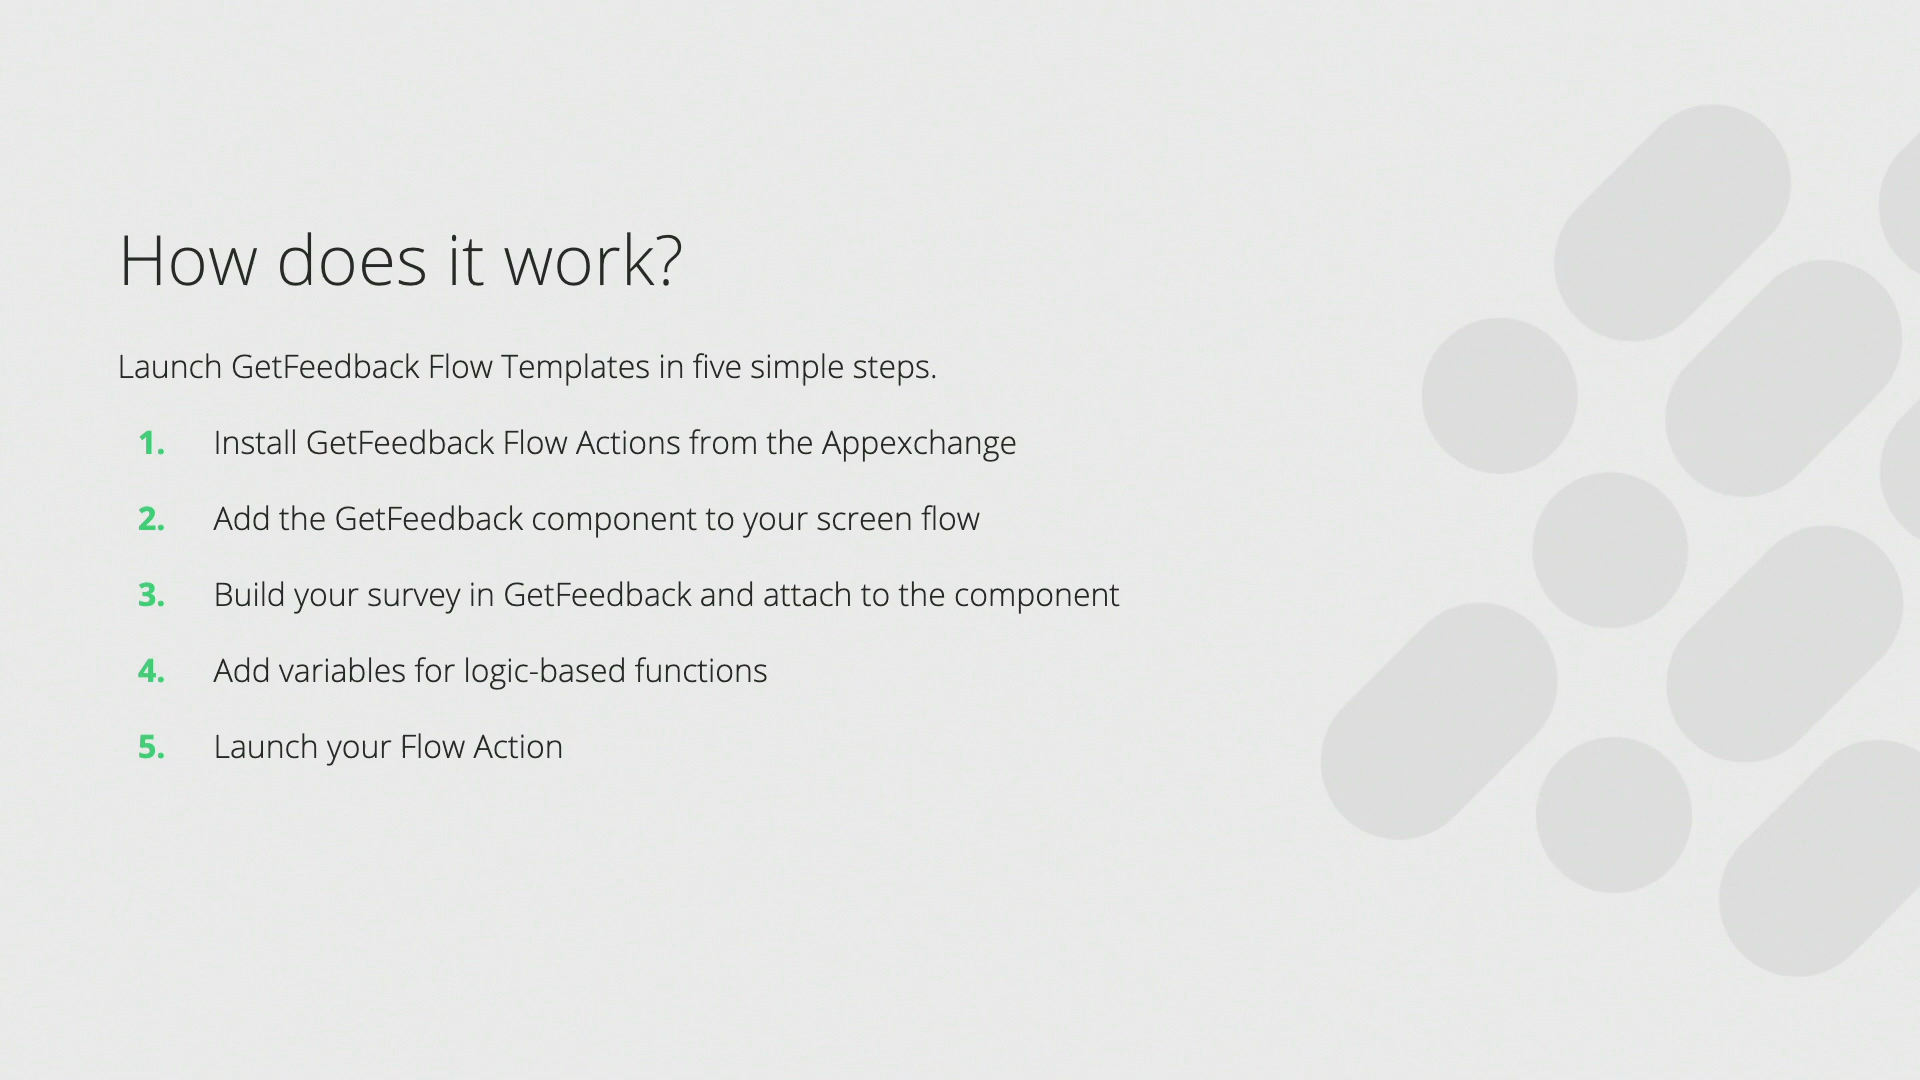 How does it work?
Launch GetFeedback Flow Templates in five simple steps.
1. Install GetFeedback Flow Actions from the Appexchange
2. Add the GetFeedback component to your screen flow
3. Build your survey in GetFeedback and attach to the component
4. Add variables for logic-based functions
5. Launch your Flow Action